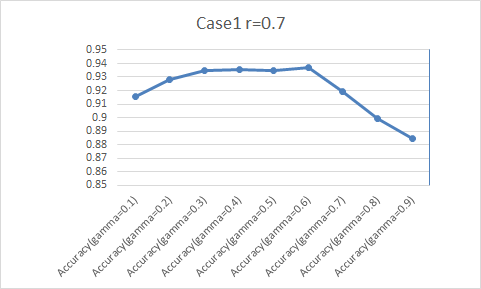 Case1 r=0.7
0.95
0.94
0.93
0.92
0.91
0.9
0.89
0.88
0.87
0.86
0.85
Accuracy(gamma=0.1)
Accuracy(gamma=0.2)
Accuracy(gamma=0.3)
Accuracy(gamma=0.4)
Accuracy(gamma=0.5)
Accuracy(gamma=0.6)
Accuracy(gamma=0.7)
Accuracy(gamma=0.8)
Accuracy(gamma=0.9)